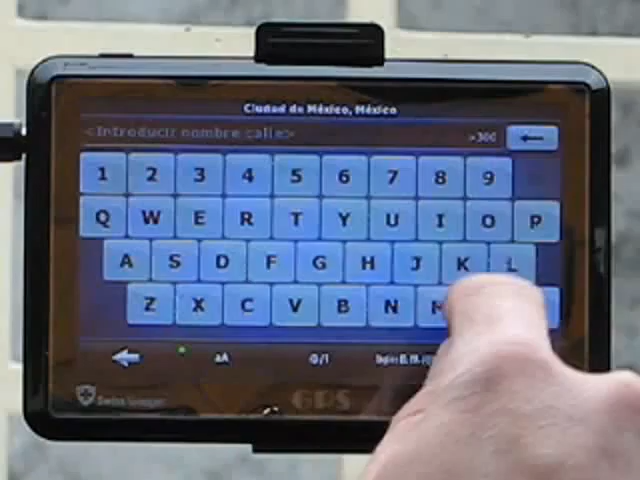 Ciudad de México, México
<Introducir nombre calle> >300
1 2 3 4 5 6 7 8 9
Q W E R T Y U I O P
A S D F G H J K L
Z X C V B N M
aA @/!
GPS